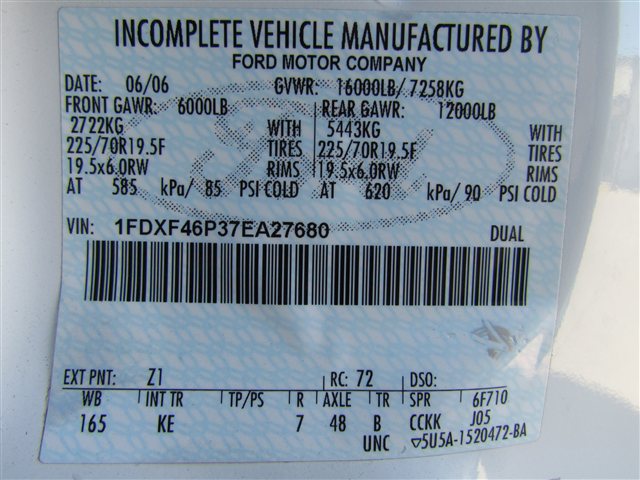 INCOMPLETE VEHICLE MANUFACTURED BY
FORD MOTOR COMPANY
DATE: 06/06 GVWR: 16000LB/ 7258KG
FRONT GAWR: 6000LB REAR GAWR: 12000LB
2722KG WITH 5443KG WITH
225/70R19.5F TIRES 225/70R19.5F TIRES
19.5x6.0RW RIMS 19.5x6.0RW RIMS
AT 585 kPa/ 85 PSI COLD AT 620 kPa/ 90 PSI COLD
VIN: 1FDXF46P37EA27680 DUAL
EXT PNT: Z1 RC: 72 DSO:
WB INT TR TP/PS R AXLE TR SPR 6F710
165 KE 7 48 B CCKK J05
UNC ▽5U5A-1520472-BA